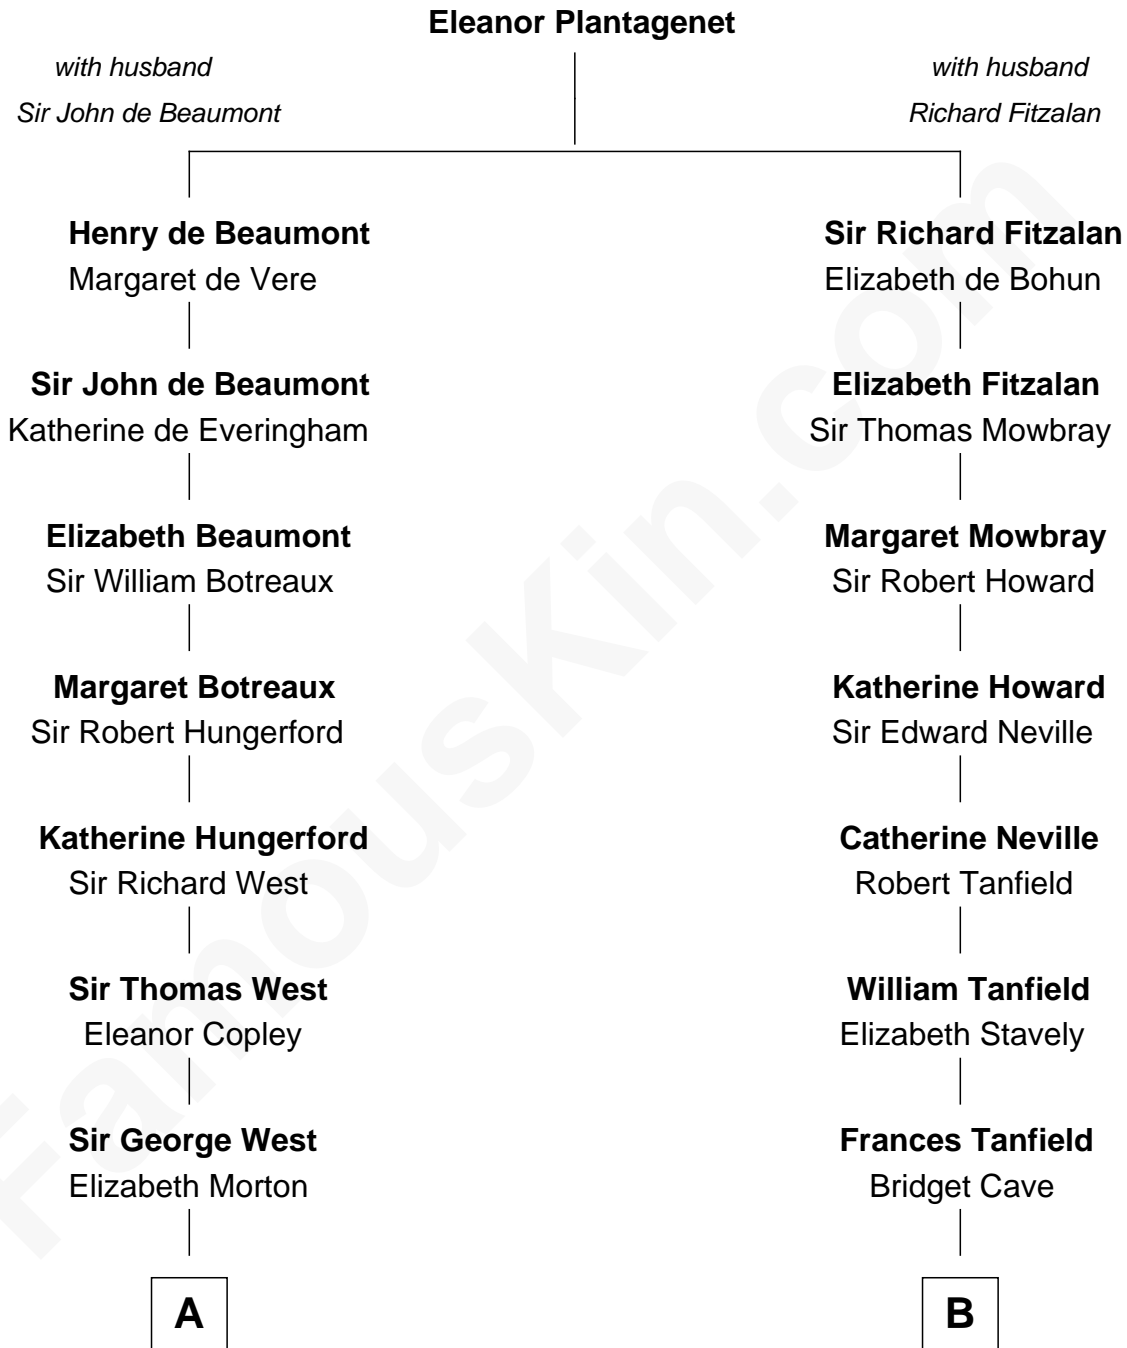 Eleanor Plantagenet
with husband
Sir John de Beaumont
with husband
Richard Fitzalan
Henry de Beaumont
Margaret de Vere
Sir John de Beaumont
Katherine de Everingham
Elizabeth Beaumont
Sir William Botreaux
Margaret Botreaux
Sir Robert Hungerford
Katherine Hungerford
Sir Richard West
Sir Thomas West
Eleanor Copley
Sir George West
Elizabeth Morton
A
Sir Richard Fitzalan
Elizabeth de Bohun
Elizabeth Fitzalan
Sir Thomas Mowbray
Margaret Mowbray
Sir Robert Howard
Katherine Howard
Sir Edward Neville
Catherine Neville
Robert Tanfield
William Tanfield
Elizabeth Stavely
Frances Tanfield
Bridget Cave
B
FamousKin.com